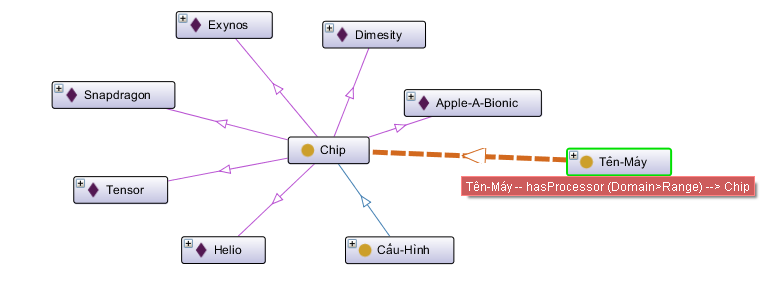 Exynos
Dimesity
Snapdragon
Apple-A-Bionic
Chip
Tên-Máy
Tên-Máy -- hasProcessor (Domain>Range) --> Chip
Tensor
Helio
Cấu-Hình